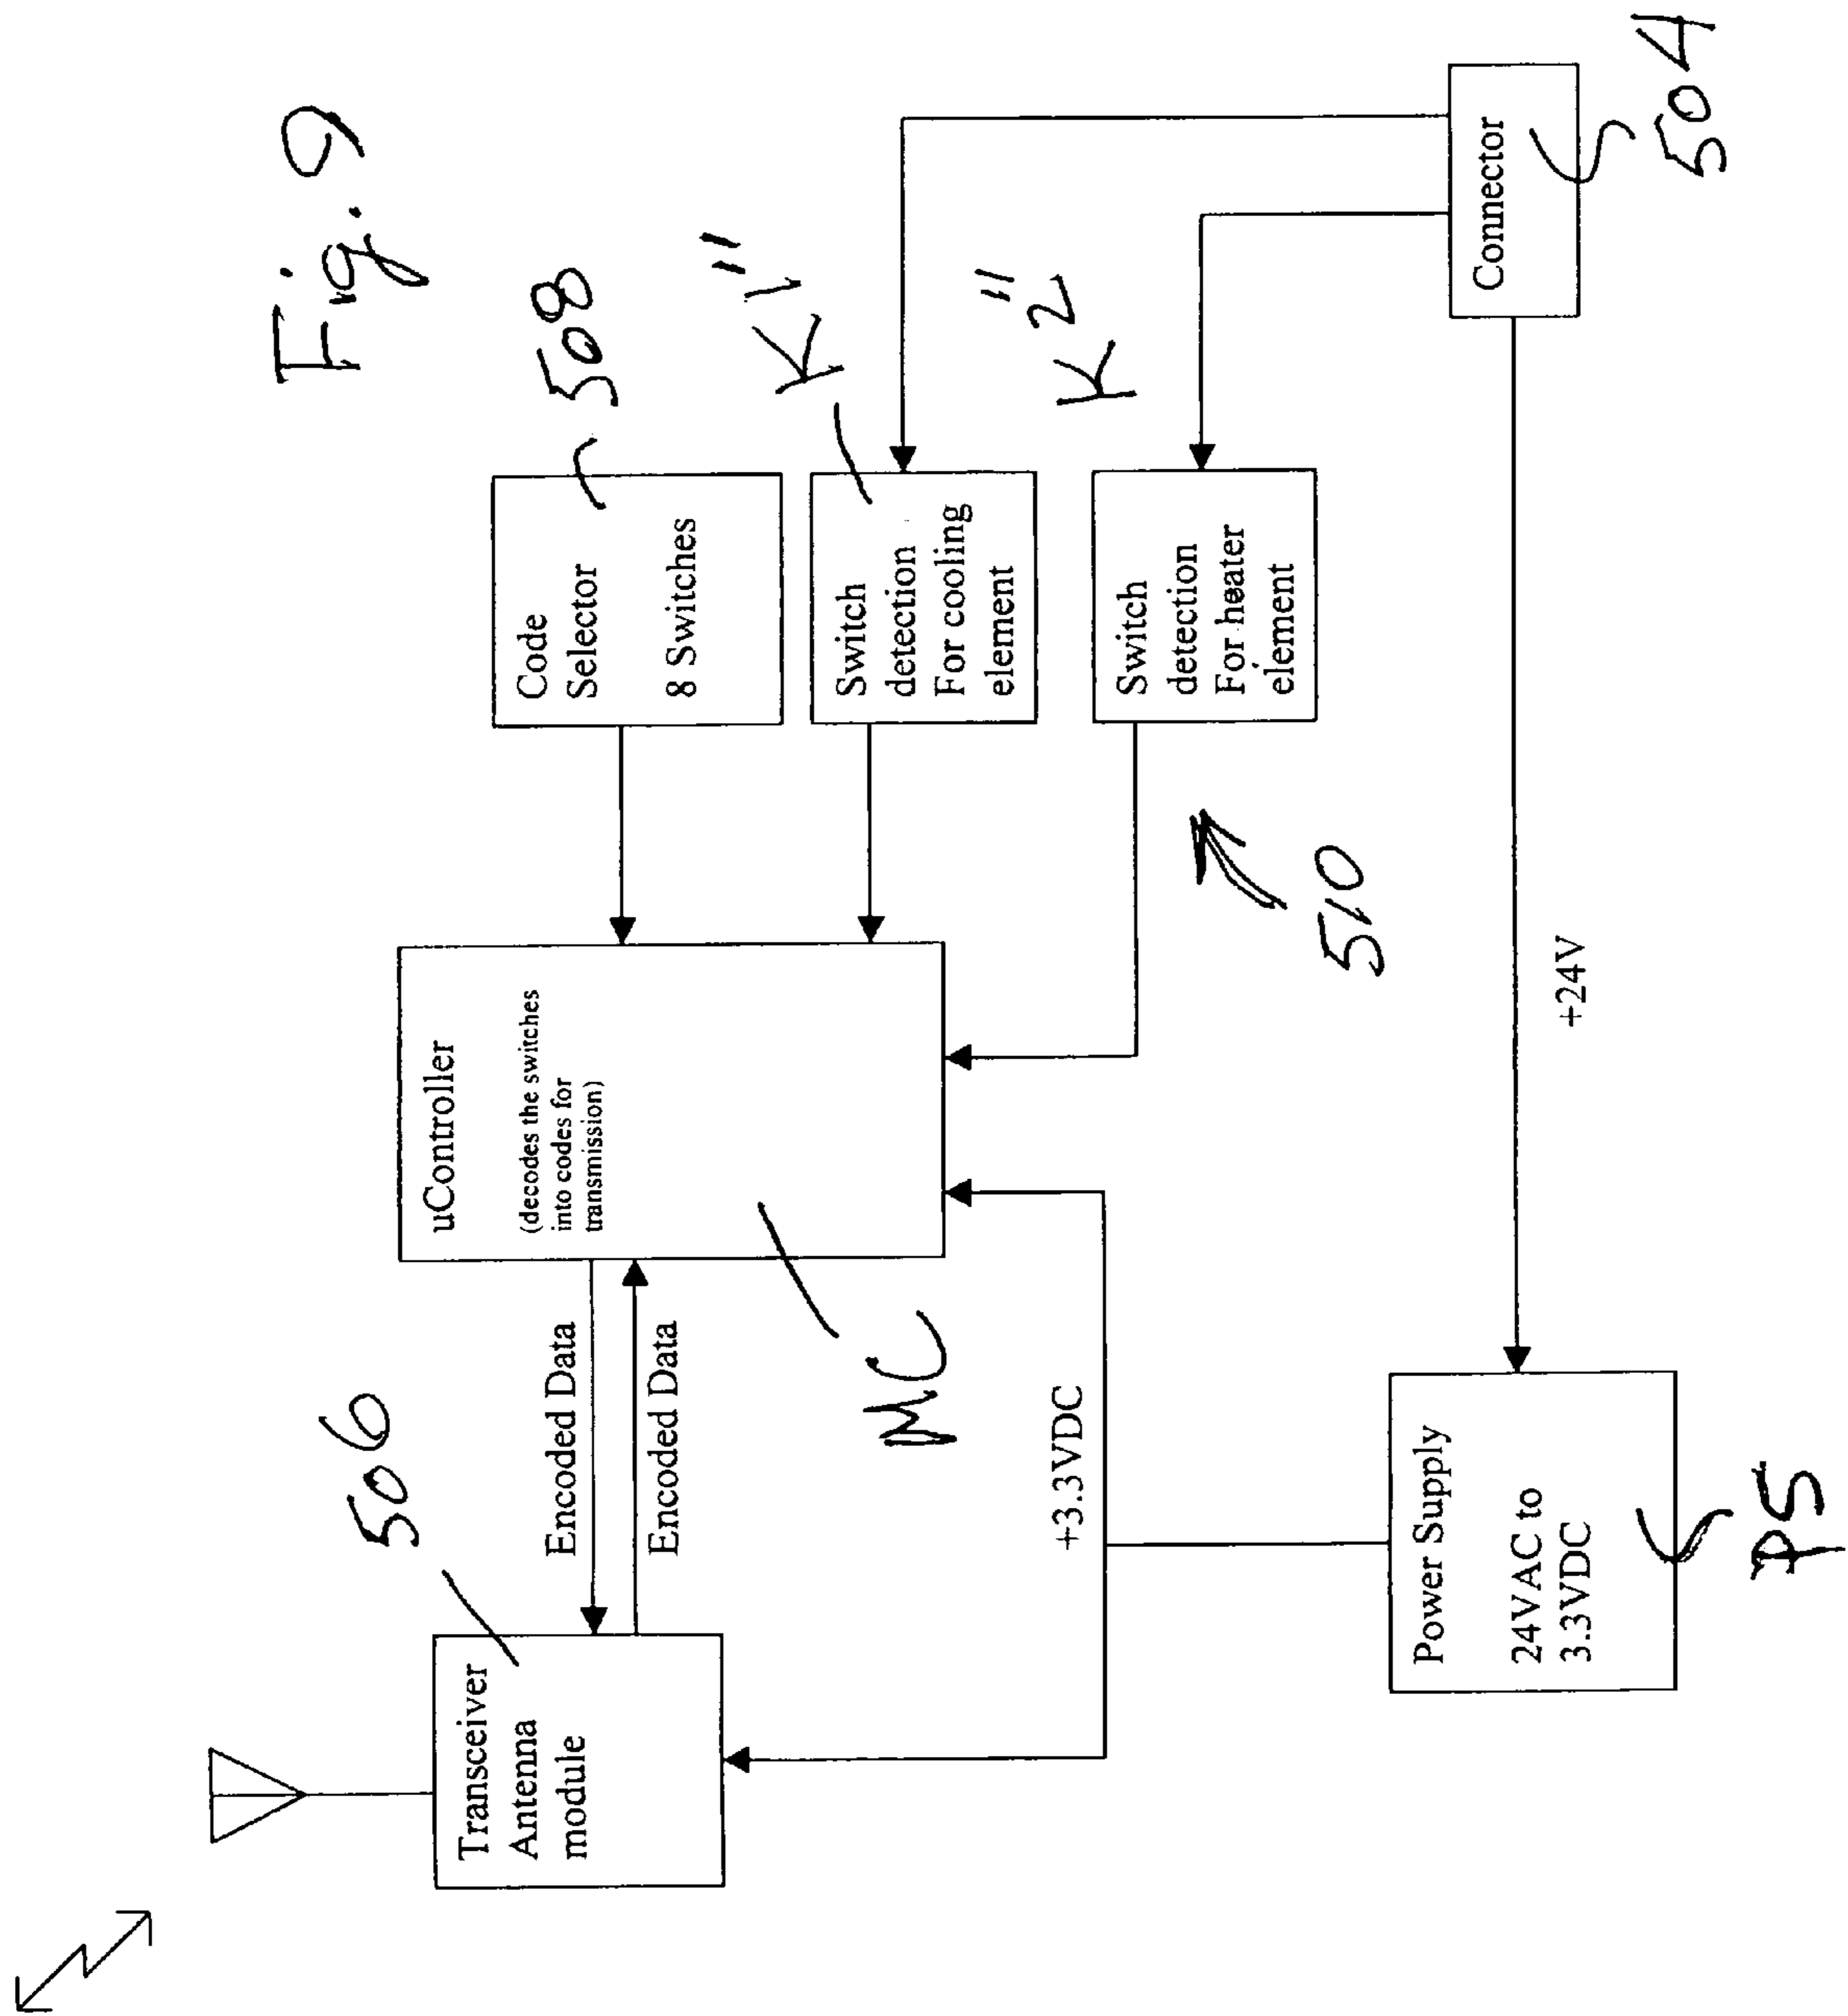 Fig. 9
506
Transceiver
Antenna
module
Encoded Data
Encoded Data
uController
(decodes the switches
into codes for
transmission)
MC
Code
Selector
8 Switches
508
Switch
detection
For cooling
element
K1"
Switch
detection
For heater
element
K2"
510
+3.3VDC
Power Supply
24VAC to
3.3VDC
PS
+24V
Connector
504